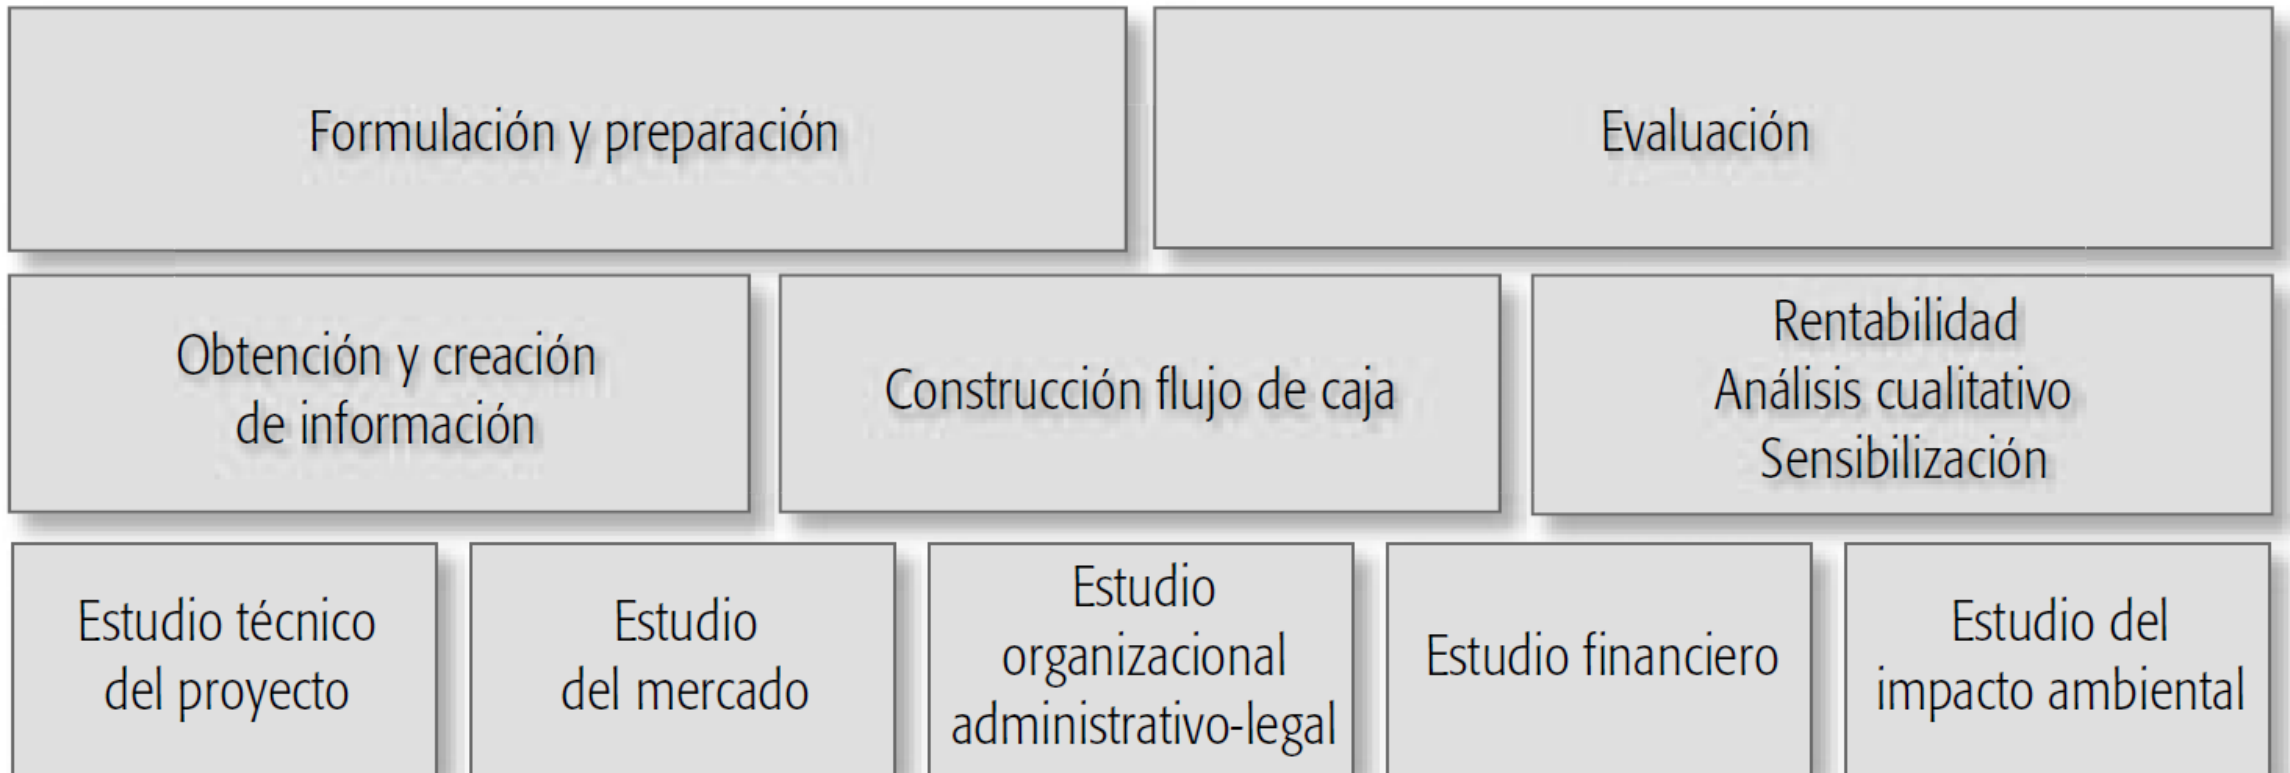 Formulación y preparación
Evaluación
Obtención y creación
de información
Construcción flujo de caja
Rentabilidad
Análisis cualitativo
Sensibilización
Estudio técnico
del proyecto
Estudio
del mercado
Estudio
organizacional
administrativo-legal
Estudio financiero
Estudio del
impacto ambiental